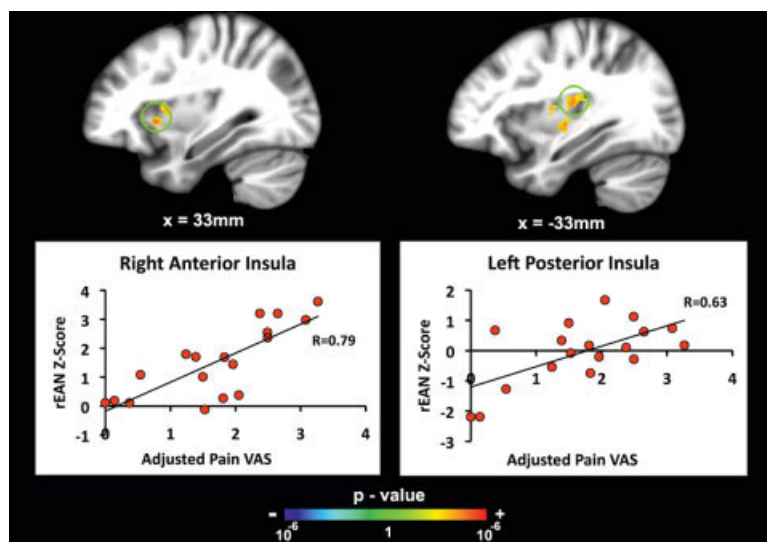 x = 33mm
x = -33mm
Right Anterior Insula
rEAN Z-Score
4
3
2
1
0
-1
0
1
2
3
4
R=0.79
Adjusted Pain VAS
Left Posterior Insula
rEAN Z-Score
2
1
0
-1
-2
-3
0
1
2
3
4
R=0.63
Adjusted Pain VAS
p - value
- +
10-6 1 10-6